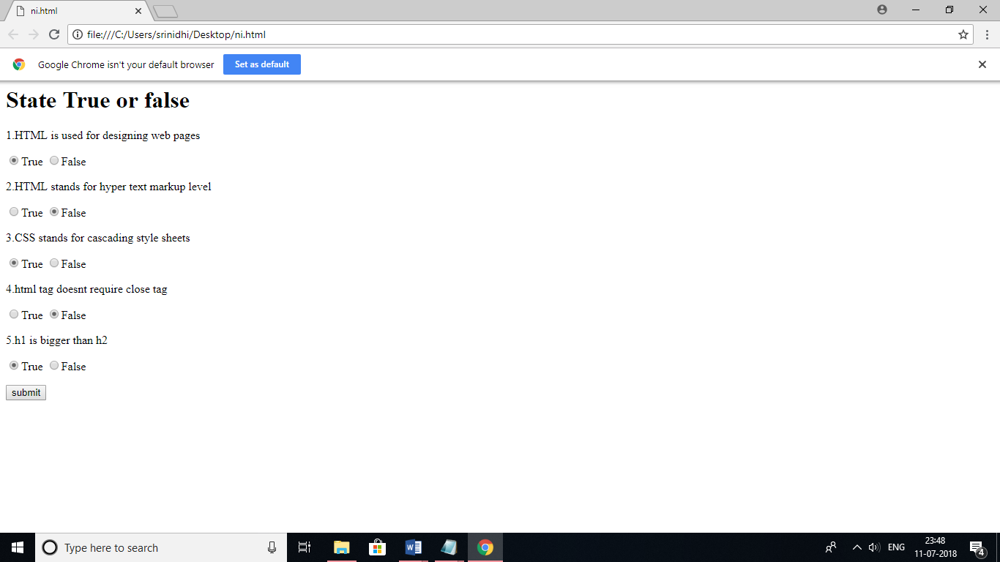 ni.html
file:///C:/Users/srinidhi/Desktop/ni.html
Google Chrome isn't your default browser Set as default
State True or false
1.HTML is used for designing web pages
True False
2.HTML stands for hyper text markup level
True False
3.CSS stands for cascading style sheets
True False
4.html tag doesnt require close tag
True False
5.h1 is bigger than h2
True False
submit
Type here to search
ENG
23:48
11-07-2018
4